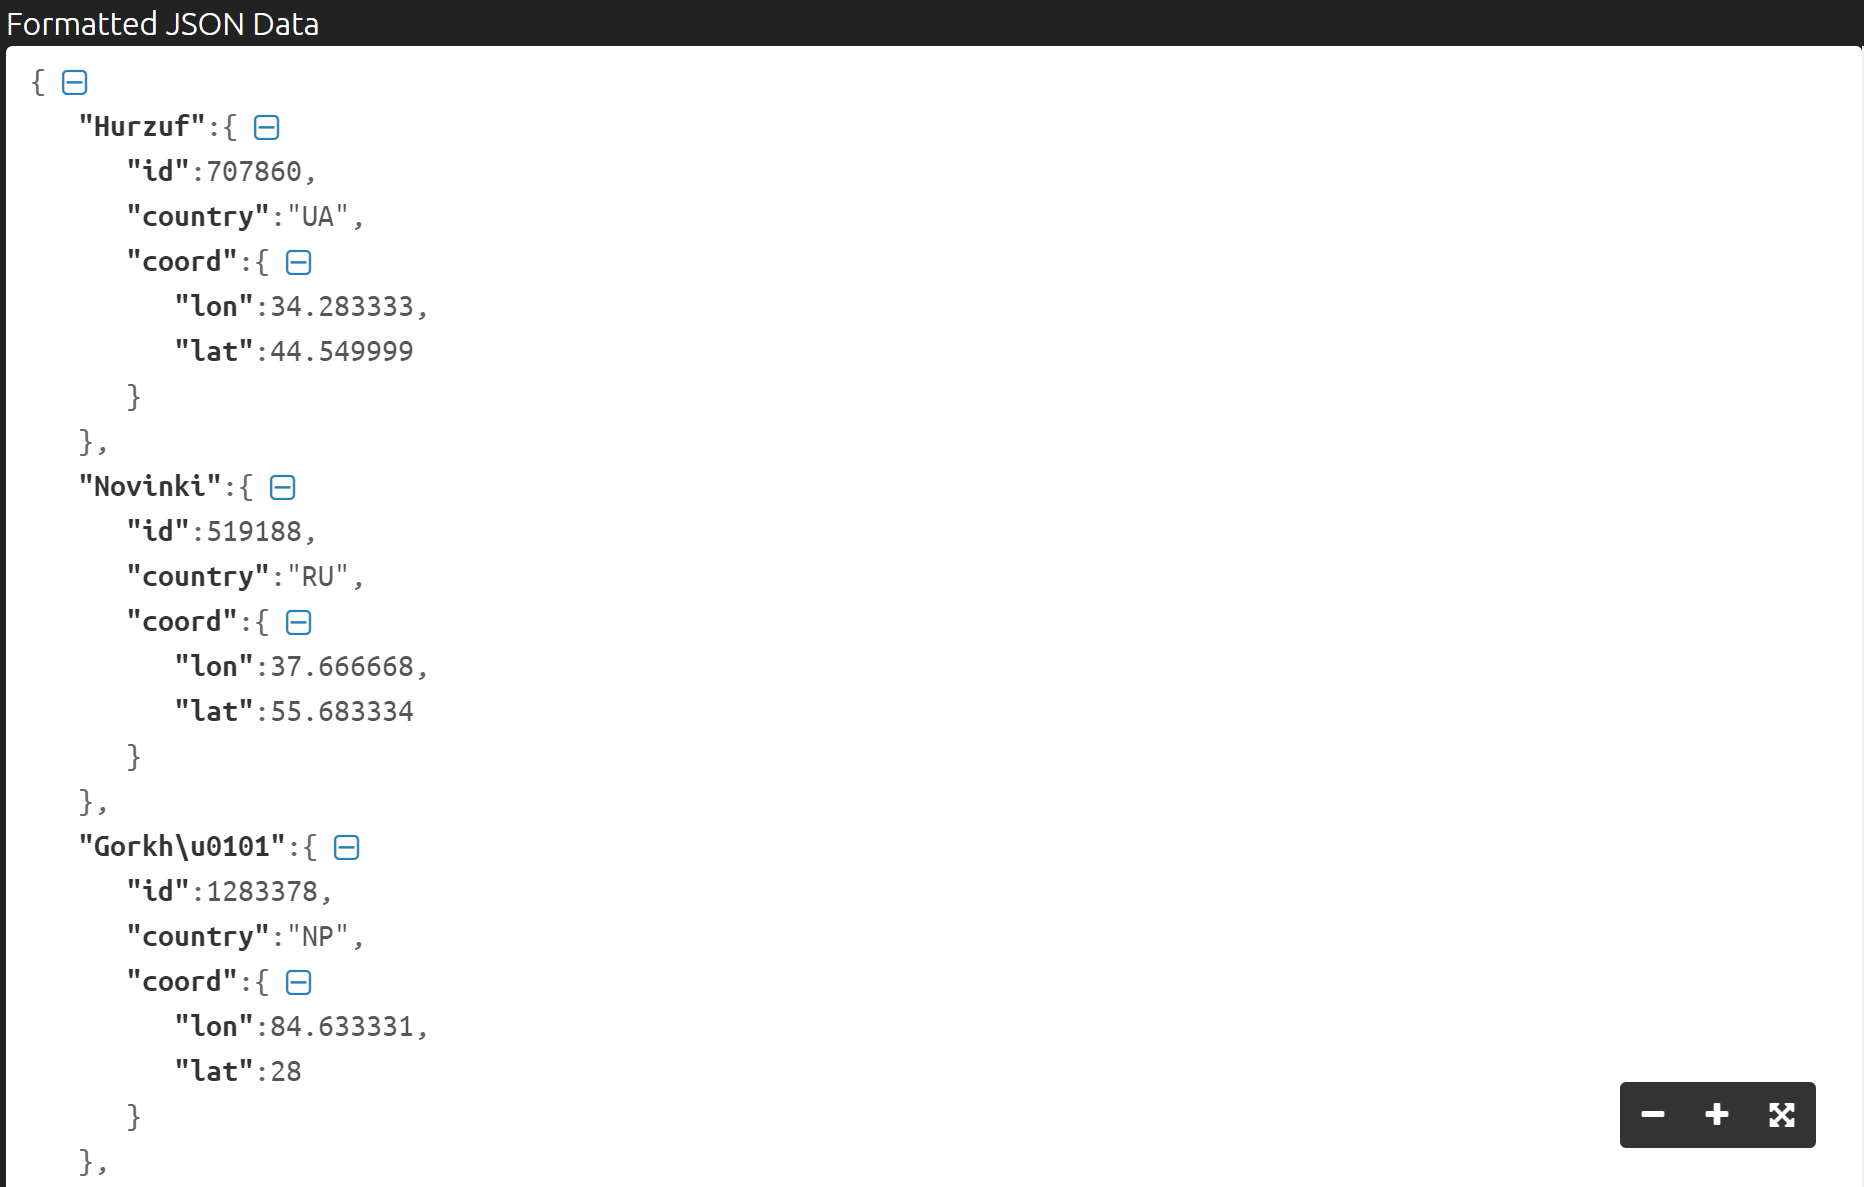 Formatted JSON Data
{
"Hurzuf":{
"id":707860,
"country":"UA",
"coord":{
"lon":34.283333,
"lat":44.549999
}
},
"Novinki":{
"id":519188,
"country":"RU",
"coord":{
"lon":37.666668,
"lat":55.683334
}
},
"Gorkh\u0101":{
"id":1283378,
"country":"NP",
"coord":{
"lon":84.633331,
"lat":28
}
},